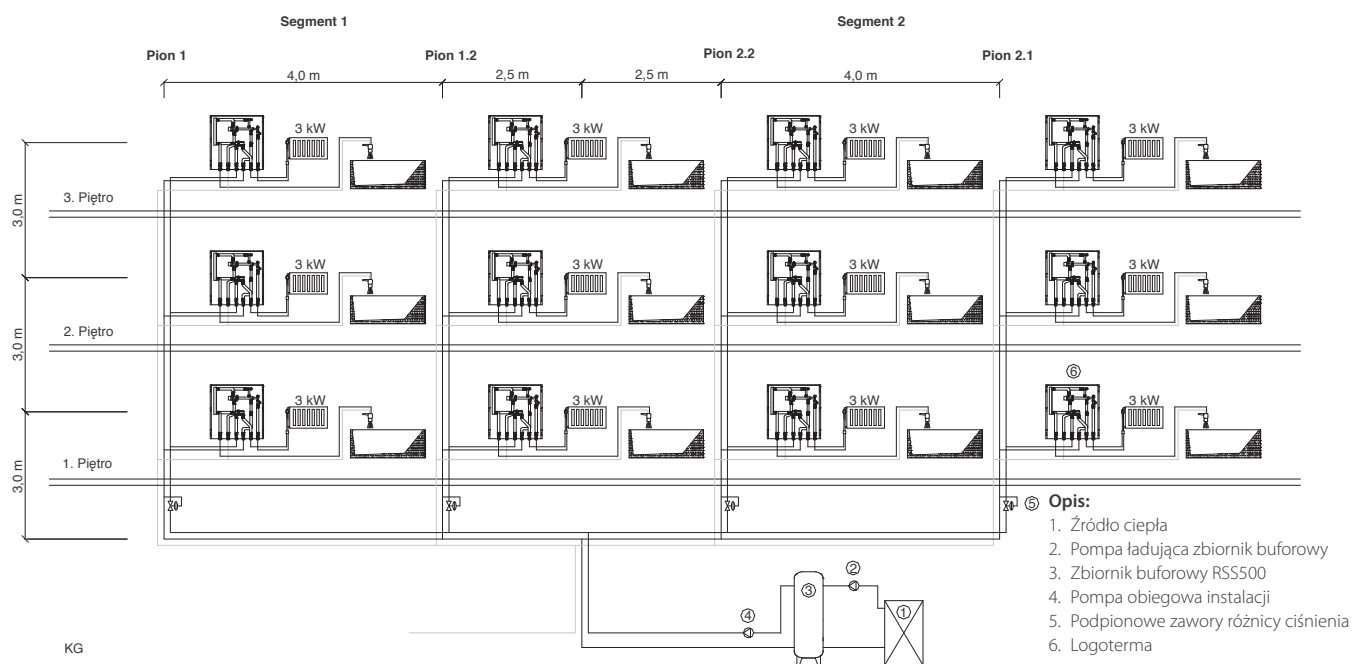 Segment 1
Segment 2
Pion 1
Pion 1.2
Pion 2.2
Pion 2.1
4,0 m
2,5 m
2,5 m
4,0 m
3 kW
3 kW
3 kW
3 kW
3,0 m
3. Piętro
3 kW
3 kW
3 kW
3 kW
3,0 m
2. Piętro
6
3 kW
3 kW
3 kW
3 kW
3,0 m
1. Piętro
5
Opis:
1. Źródło ciepła
2. Pompa ładująca zbiornik buforowy
3. Zbiornik buforowy RSS500
4. Pompa obiegowa instalacji
5. Podpionowe zawory różnicy ciśnienia
6. Logoterma
2
3
1
4
KG